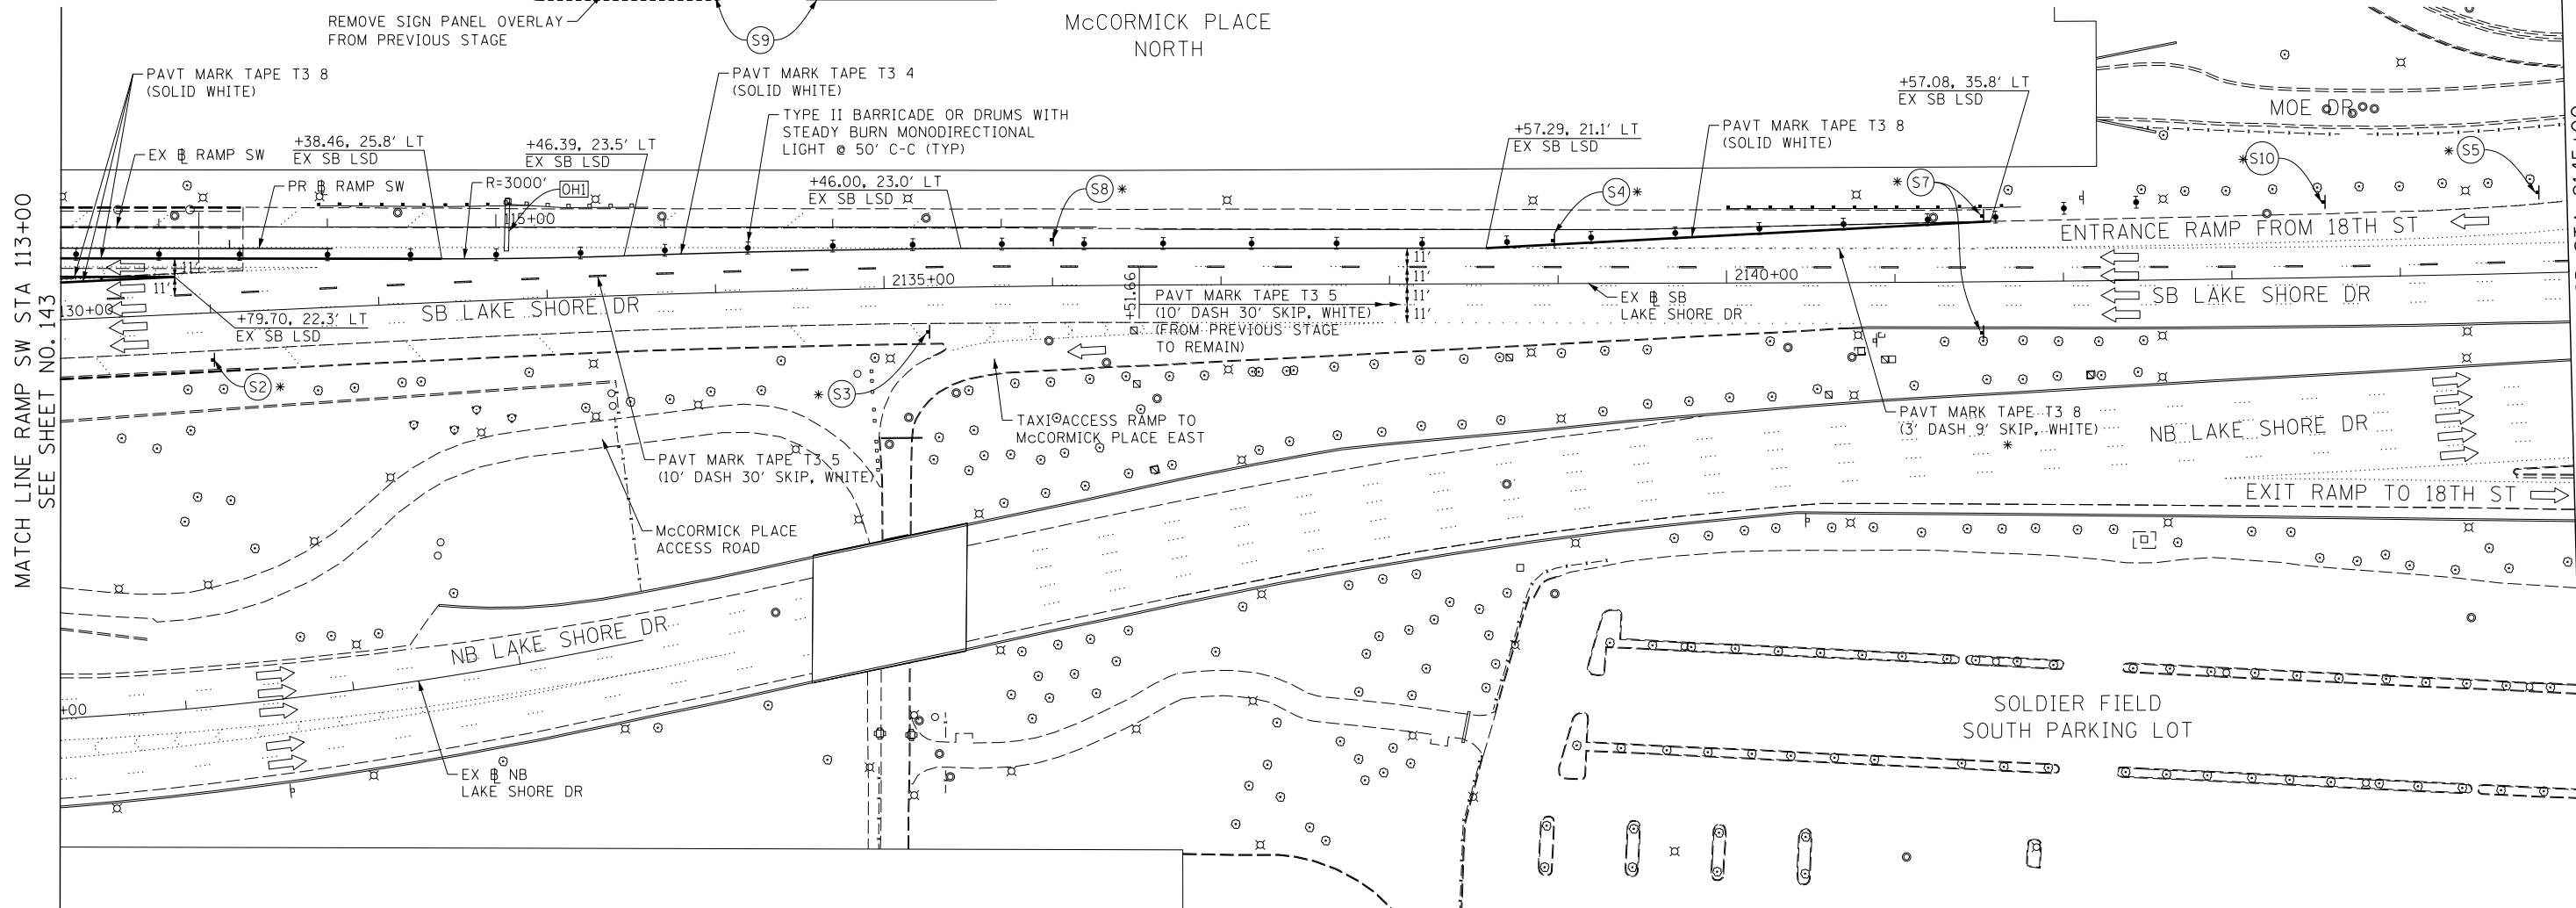 REMOVE SIGN PANEL OVERLAY
FROM PREVIOUS STAGE
S9
McCORMICK PLACE
NORTH
PAVT MARK TAPE T3 8
(SOLID WHITE)
PAVT MARK TAPE T3 4
(SOLID WHITE)
TYPE II BARRICADE OR DRUMS WITH
STEADY BURN MONODIRECTIONAL
LIGHT @ 50' C-C (TYP)
+57.08, 35.8' LT
EX SB LSD
MOE DR
EX ℄ RAMP SW
+38.46, 25.8' LT
EX SB LSD
+46.39, 23.5' LT
EX SB LSD
+57.29, 21.1' LT
EX SB LSD
PAVT MARK TAPE T3 8
(SOLID WHITE)
*S10
* S5
PR ℄ RAMP SW
R=3000'
OH1
+46.00, 23.0' LT
EX SB LSD
S8 *
S4 *
* S7
115+00
ENTRANCE RAMP FROM 18TH ST
MATCH LINE RAMP SW STA 113+00
SEE SHEET NO. 143
11'
11'
11'
11'
11'
11'
2135+00
2140+00
+51.66
PAVT MARK TAPE T3 5
(10' DASH 30' SKIP, WHITE)
(FROM PREVIOUS STAGE
TO REMAIN)
EX ℄ SB
LAKE SHORE DR
SB LAKE SHORE DR
130+00
SB LAKE SHORE DR
+79.70, 22.3' LT
EX SB LSD
S2 *
* S3
TAXI ACCESS RAMP TO
McCORMICK PLACE EAST
PAVT MARK TAPE T3 8
(3' DASH 9' SKIP, WHITE)
*
NB LAKE SHORE DR
PAVT MARK TAPE T3 5
(10' DASH 30' SKIP, WHITE)
EXIT RAMP TO 18TH ST
McCORMICK PLACE
ACCESS ROAD
NB LAKE SHORE DR
+00
EX ℄ NB
LAKE SHORE DR
SOLDIER FIELD
SOUTH PARKING LOT